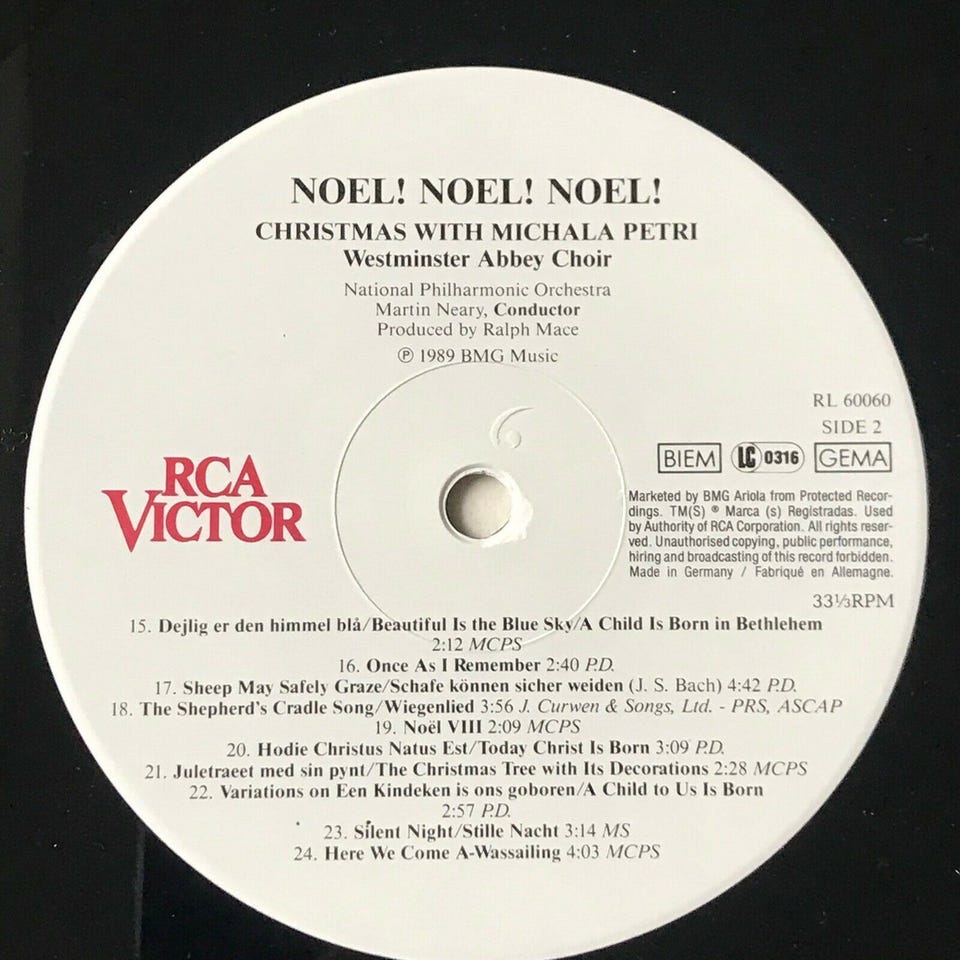 NOEL! NOEL! NOEL!
CHRISTMAS WITH MICHALA PETRI
Westminster Abbey Choir
National Philharmonic Orchestra
Martin Neary, Conductor
Produced by Ralph Mace
℗ 1989 BMG Music
RL 60060
SIDE 2
BIEM LC 0316 GEMA
RCA
VICTOR
Marketed by BMG Ariola from Protected Recor-
dings. TM(S) ® Marca (s) Registradas. Used
by Authority of RCA Corporation. All rights reser-
ved. Unauthorised copying, public performance,
hiring and broadcasting of this record forbidden.
Made in Germany / Fabriqué en Allemagne.
33⅓RPM
15. Dejlig er den himmel blå/Beautiful Is the Blue Sky/A Child Is Born in Bethlehem
2:12 MCPS
16. Once As I Remember 2:40 P.D.
17. Sheep May Safely Graze/Schafe können sicher weiden (J. S. Bach) 4:42 P.D.
18. The Shepherd's Cradle Song/Wiegenlied 3:56 J. Curwen & Songs, Ltd. - PRS, ASCAP
19. Noël VIII 2:09 MCPS
20. Hodie Christus Natus Est/Today Christ Is Born 3:09 P.D.
21. Juletraeet med sin pynt/The Christmas Tree with Its Decorations 2:28 MCPS
22. Variations on Een Kindeken is ons goboren/A Child to Us Is Born
2:57 P.D.
23. Silent Night/Stille Nacht 3:14 MS
24. Here We Come A-Wassailing 4:03 MCPS